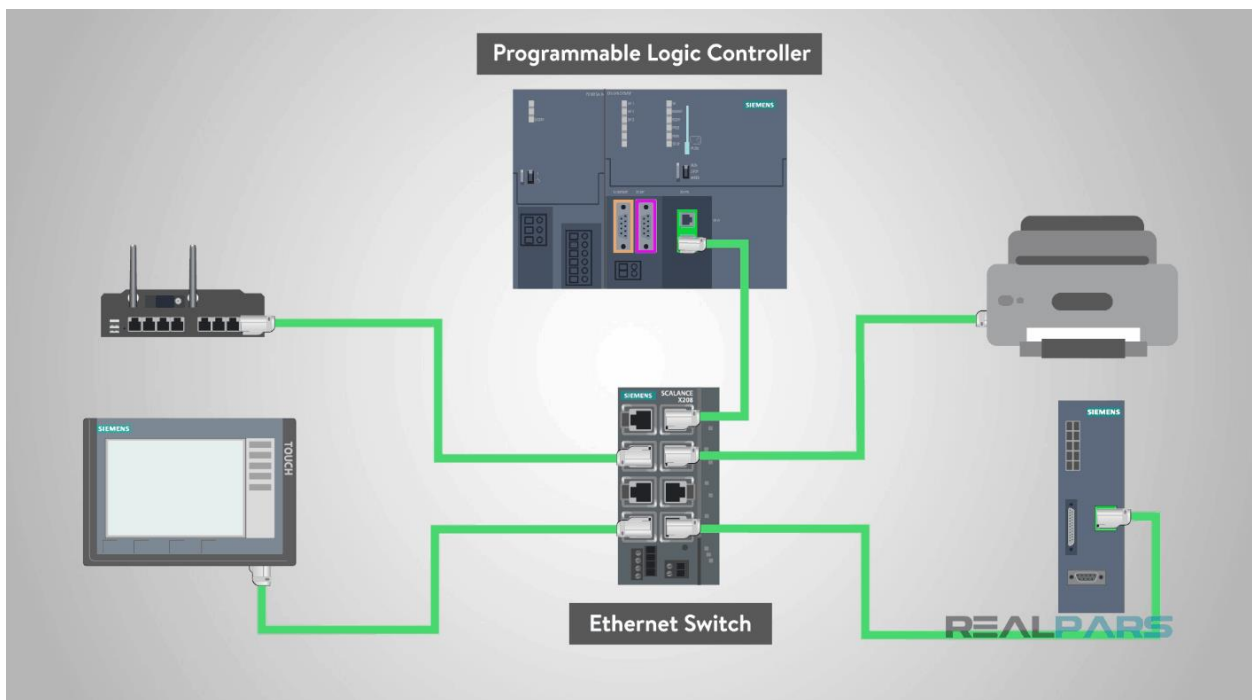 Programmable Logic Controller
SIEMENS
SIEMENS
TOUCH
SIEMENS
SCALANCE
X208
SIEMENS
Ethernet Switch
REALPARS